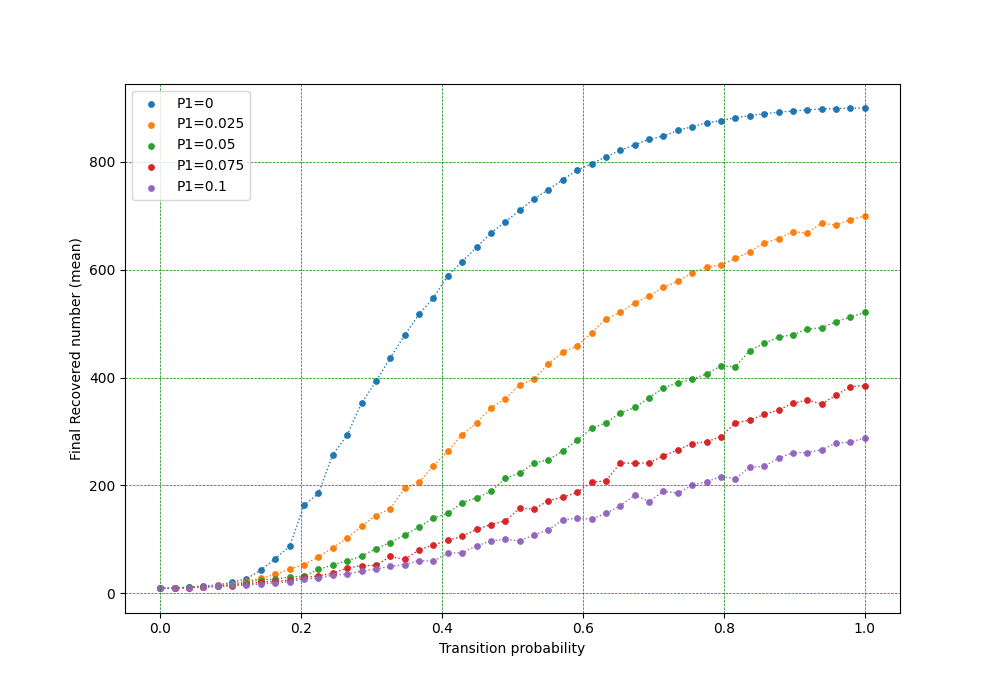 P1=0
P1=0.025
P1=0.05
P1=0.075
P1=0.1
Final Recovered number (mean)
800
600
400
200
0
0.0 0.2 0.4 0.6 0.8 1.0
Transition probability